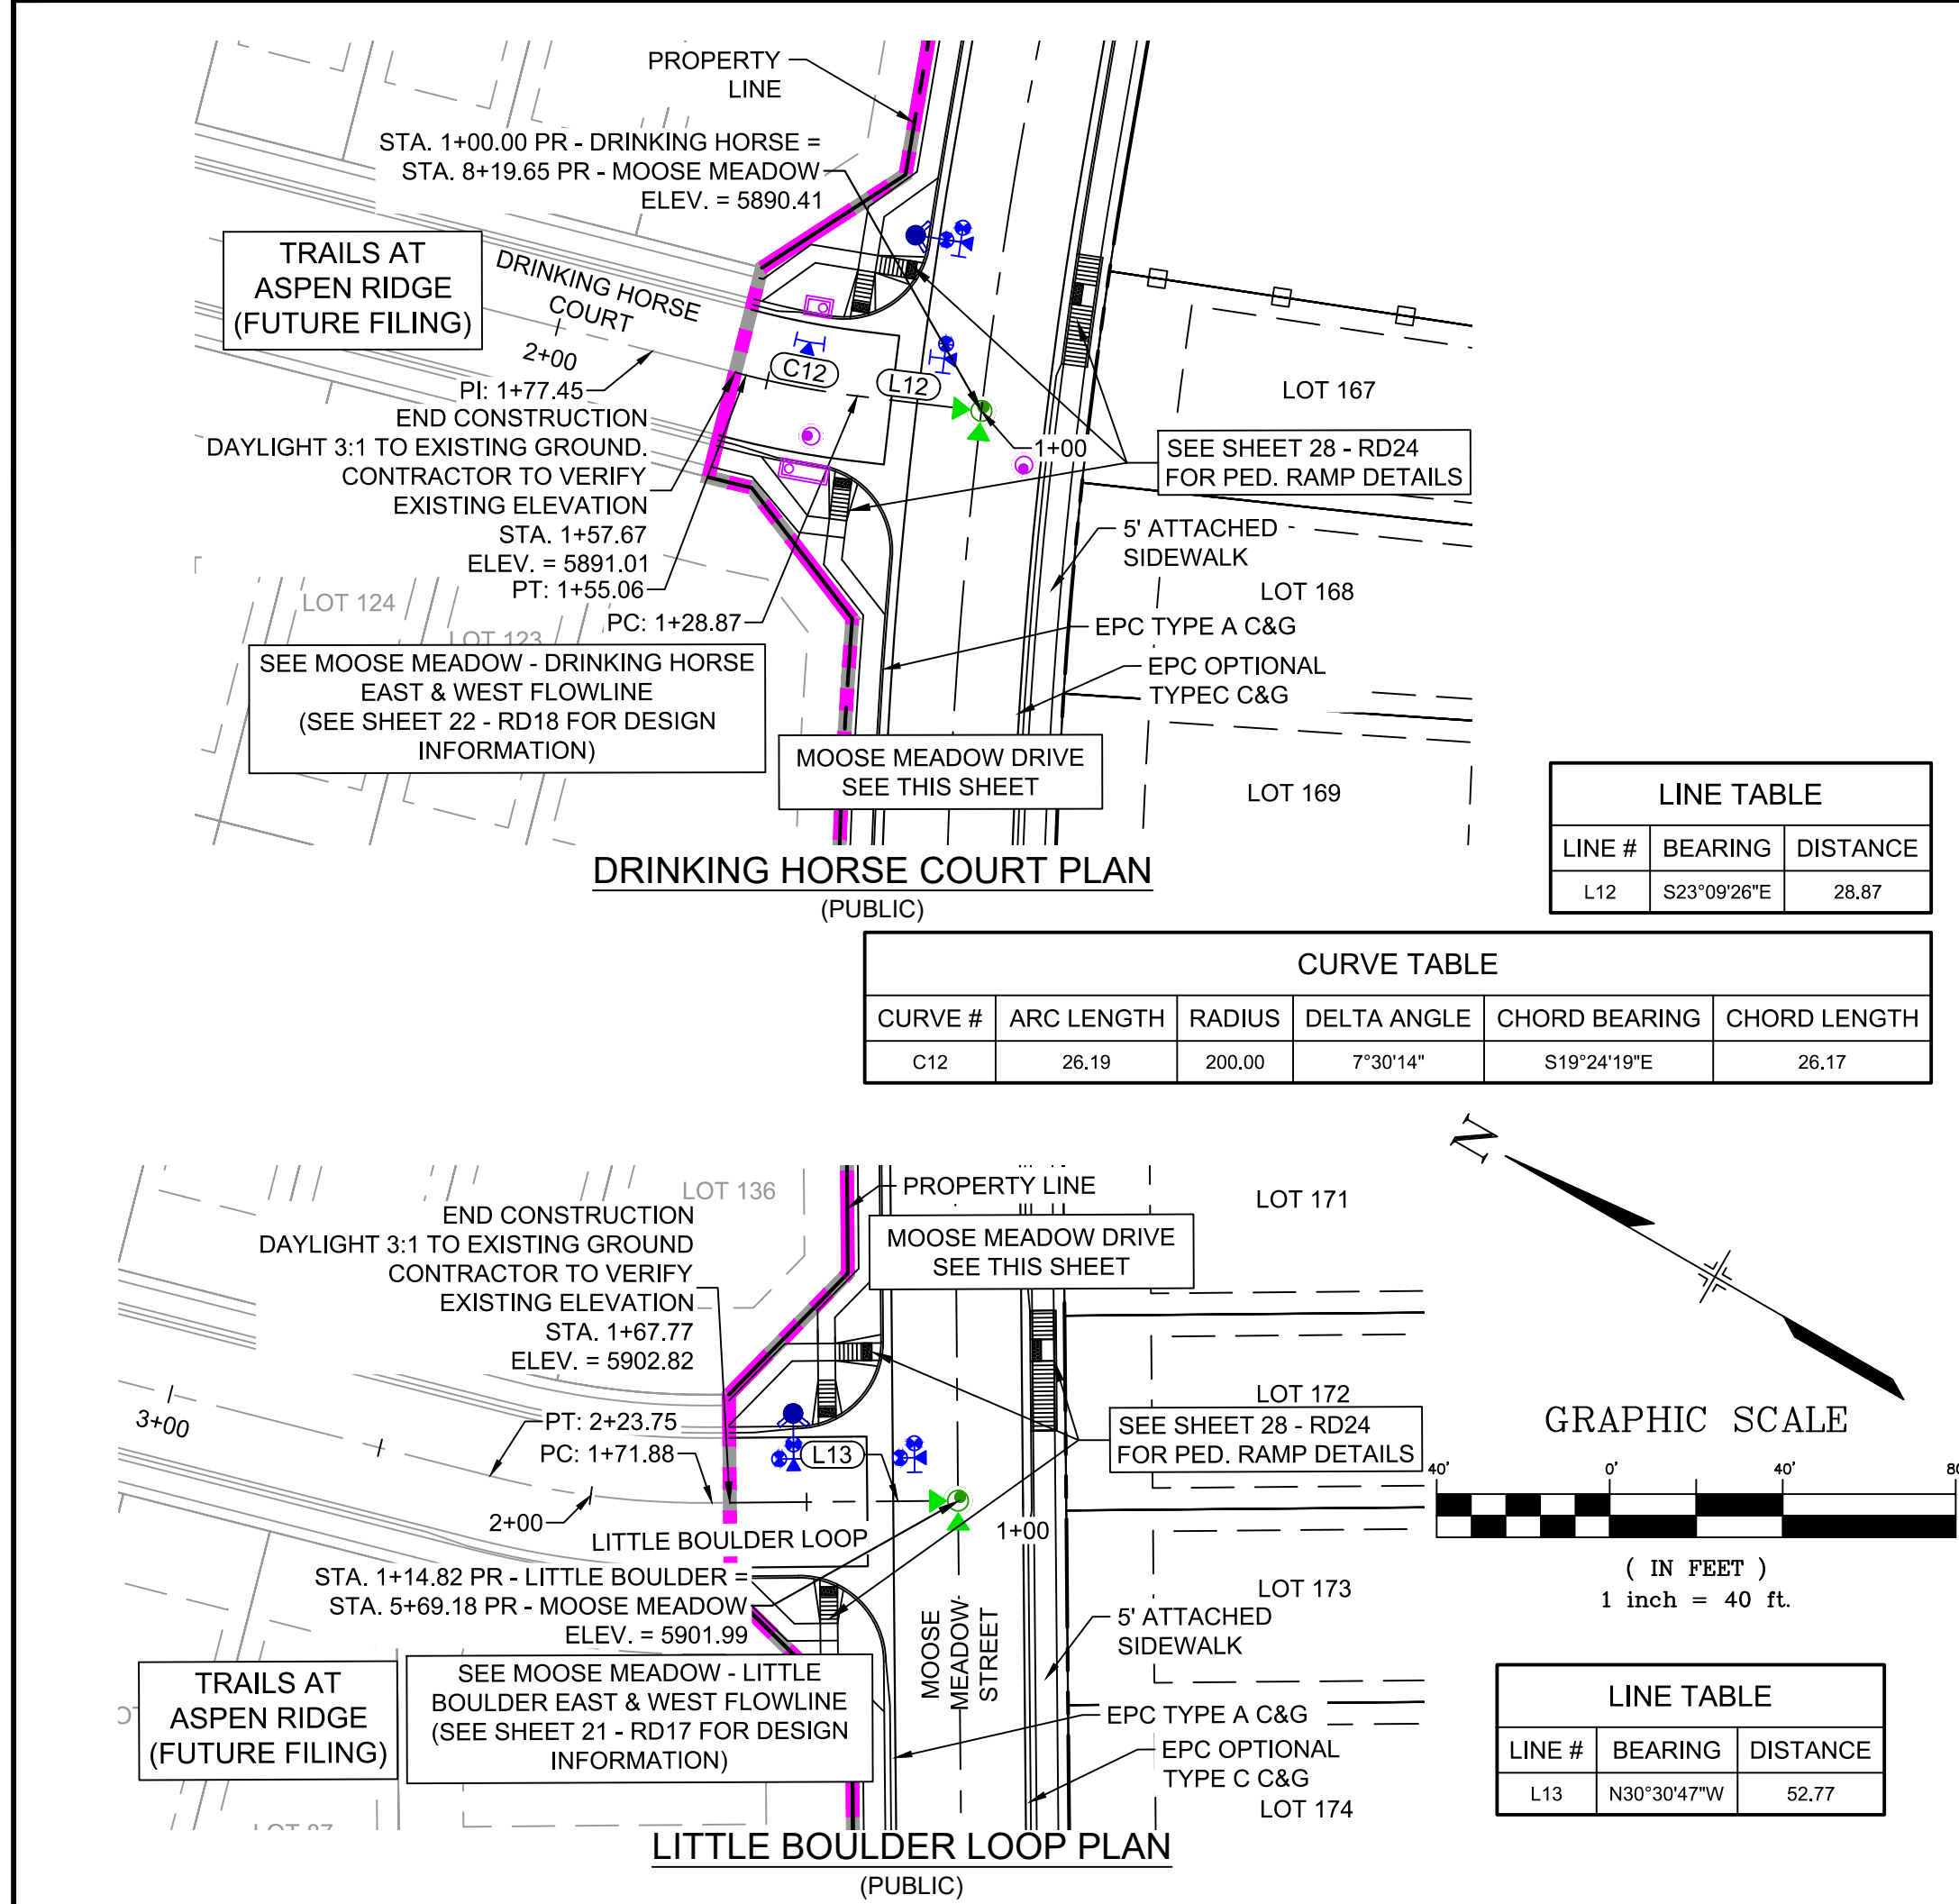 PROPERTY
LINE
STA. 1+00.00 PR - DRINKING HORSE =
STA. 8+19.65 PR - MOOSE MEADOW
ELEV. = 5890.41
TRAILS AT
ASPEN RIDGE
(FUTURE FILING)
DRINKING HORSE
COURT
2+00
PI: 1+77.45
C12
L12
1+00
END CONSTRUCTION
DAYLIGHT 3:1 TO EXISTING GROUND.
CONTRACTOR TO VERIFY
EXISTING ELEVATION
STA. 1+57.67
ELEV. = 5891.01
PT: 1+55.06
PC: 1+28.87
LOT 167
SEE SHEET 28 - RD24
FOR PED. RAMP DETAILS
5' ATTACHED
SIDEWALK
LOT 168
EPC TYPE A C&G
EPC OPTIONAL
TYPEC C&G
LOT 124
LOT 123
SEE MOOSE MEADOW - DRINKING HORSE
EAST & WEST FLOWLINE
(SEE SHEET 22 - RD18 FOR DESIGN
INFORMATION)
MOOSE MEADOW DRIVE
SEE THIS SHEET
LOT 169
DRINKING HORSE COURT PLAN
(PUBLIC)
LINE TABLE
LINE # BEARING DISTANCE
L12 S23°09'26"E 28.87
CURVE TABLE
CURVE # ARC LENGTH RADIUS DELTA ANGLE CHORD BEARING CHORD LENGTH
C12 26.19 200.00 7°30'14" S19°24'19"E 26.17
N
LOT 136
PROPERTY LINE
LOT 171
END CONSTRUCTION
DAYLIGHT 3:1 TO EXISTING GROUND
CONTRACTOR TO VERIFY
EXISTING ELEVATION
STA. 1+67.77
ELEV. = 5902.82
MOOSE MEADOW DRIVE
SEE THIS SHEET
LOT 172
3+00
PT: 2+23.75
PC: 1+71.88
L13
SEE SHEET 28 - RD24
FOR PED. RAMP DETAILS
2+00
LITTLE BOULDER LOOP
1+00
STA. 1+14.82 PR - LITTLE BOULDER =
STA. 5+69.18 PR - MOOSE MEADOW
ELEV. = 5901.99
LOT 173
MOOSE
MEADOW
STREET
5' ATTACHED
SIDEWALK
TRAILS AT
ASPEN RIDGE
(FUTURE FILING)
SEE MOOSE MEADOW - LITTLE
BOULDER EAST & WEST FLOWLINE
(SEE SHEET 21 - RD17 FOR DESIGN
INFORMATION)
EPC TYPE A C&G
EPC OPTIONAL
TYPE C C&G
LOT 174
LITTLE BOULDER LOOP PLAN
(PUBLIC)
GRAPHIC SCALE
40' 0' 40'
( IN FEET )
1 inch = 40 ft.
LINE TABLE
LINE # BEARING DISTANCE
L13 N30°30'47"W 52.77